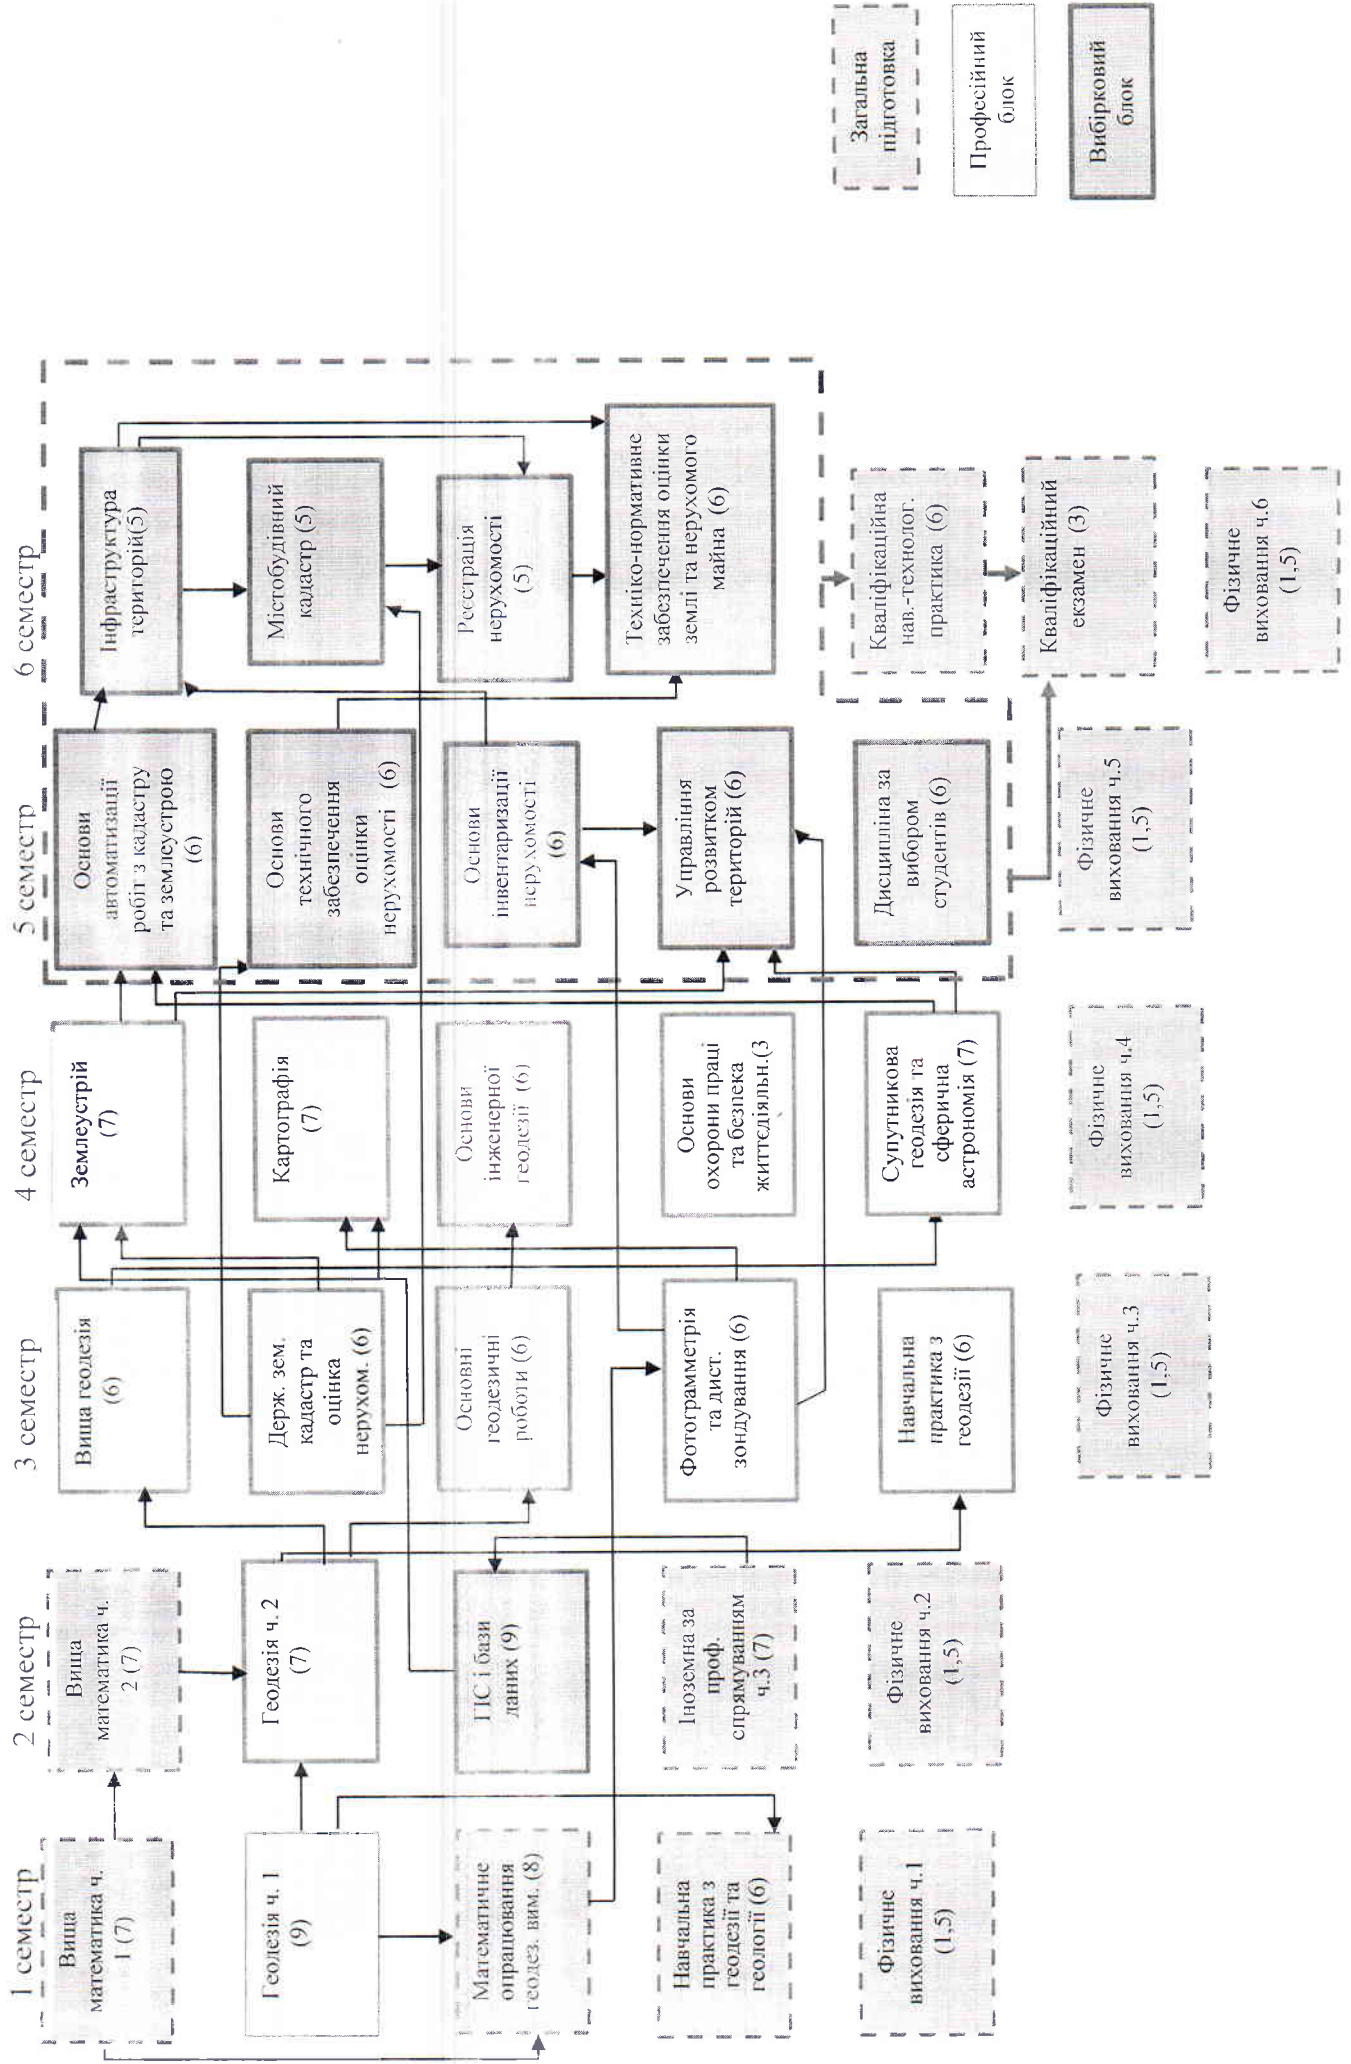 1 семестр
Вища
математика ч.
1 (7)
Геодезія ч. 1
(9)
Математичне
опрацювання
геодез. вим. (8)
Навчальна
практика з
геодезії та
геології (6)
Фізичне
виховання ч.1
(1,5)
2 семестр
Вища
математика ч.
2 (7)
Геодезія ч. 2
(7)
ГІС і бази
даних (9)
Іноземна за
проф.
спрямуванням
ч.3 (7)
Фізичне
виховання ч.2
(1,5)
3 семестр
Вища геодезія
(6)
Держ. зем.
кадастр та
оцінка
нерухом. (6)
Основні
геодезичні
роботи (6)
Фотограмметрія
та дист.
зондування (6)
Навчальна
практика з
геодезії (6)
Фізичне
виховання ч.3
(1,5)
4 семестр
Землеустрій
(7)
Картографія
(7)
Основи
інженерної
геодезії (6)
Основи
охорони праці
та безпека
життєдіяльн.(3
Супутникова
геодезія та
сферична
астрономія (7)
Фізичне
виховання ч.4
(1,5)
5 семестр
Основи
автоматизації
робіт з кадастру
та землеустрою
(6)
Основи
технічного
забезпечення
оцінки
нерухомості (6)
Основи
інвентаризації
нерухомості
(6)
Управління
розвитком
територій (6)
Дисципліна за
вибором
студентів (6)
Фізичне
виховання ч.5
(1,5)
6 семестр
Інфраструктура
територій(5)
Містобудівний
кадастр (5)
Реєстрація
нерухомості
(5)
Техніко-нормативне
забезпечення оцінки
землі та нерухомого
майна (6)
Кваліфікаційна
нав.-технолог.
практика (6)
Кваліфікаційний
екзамен (3)
Фізичне
виховання ч.6
(1,5)
Загальна
підготовка
Професійний
блок
Вибірковий
блок